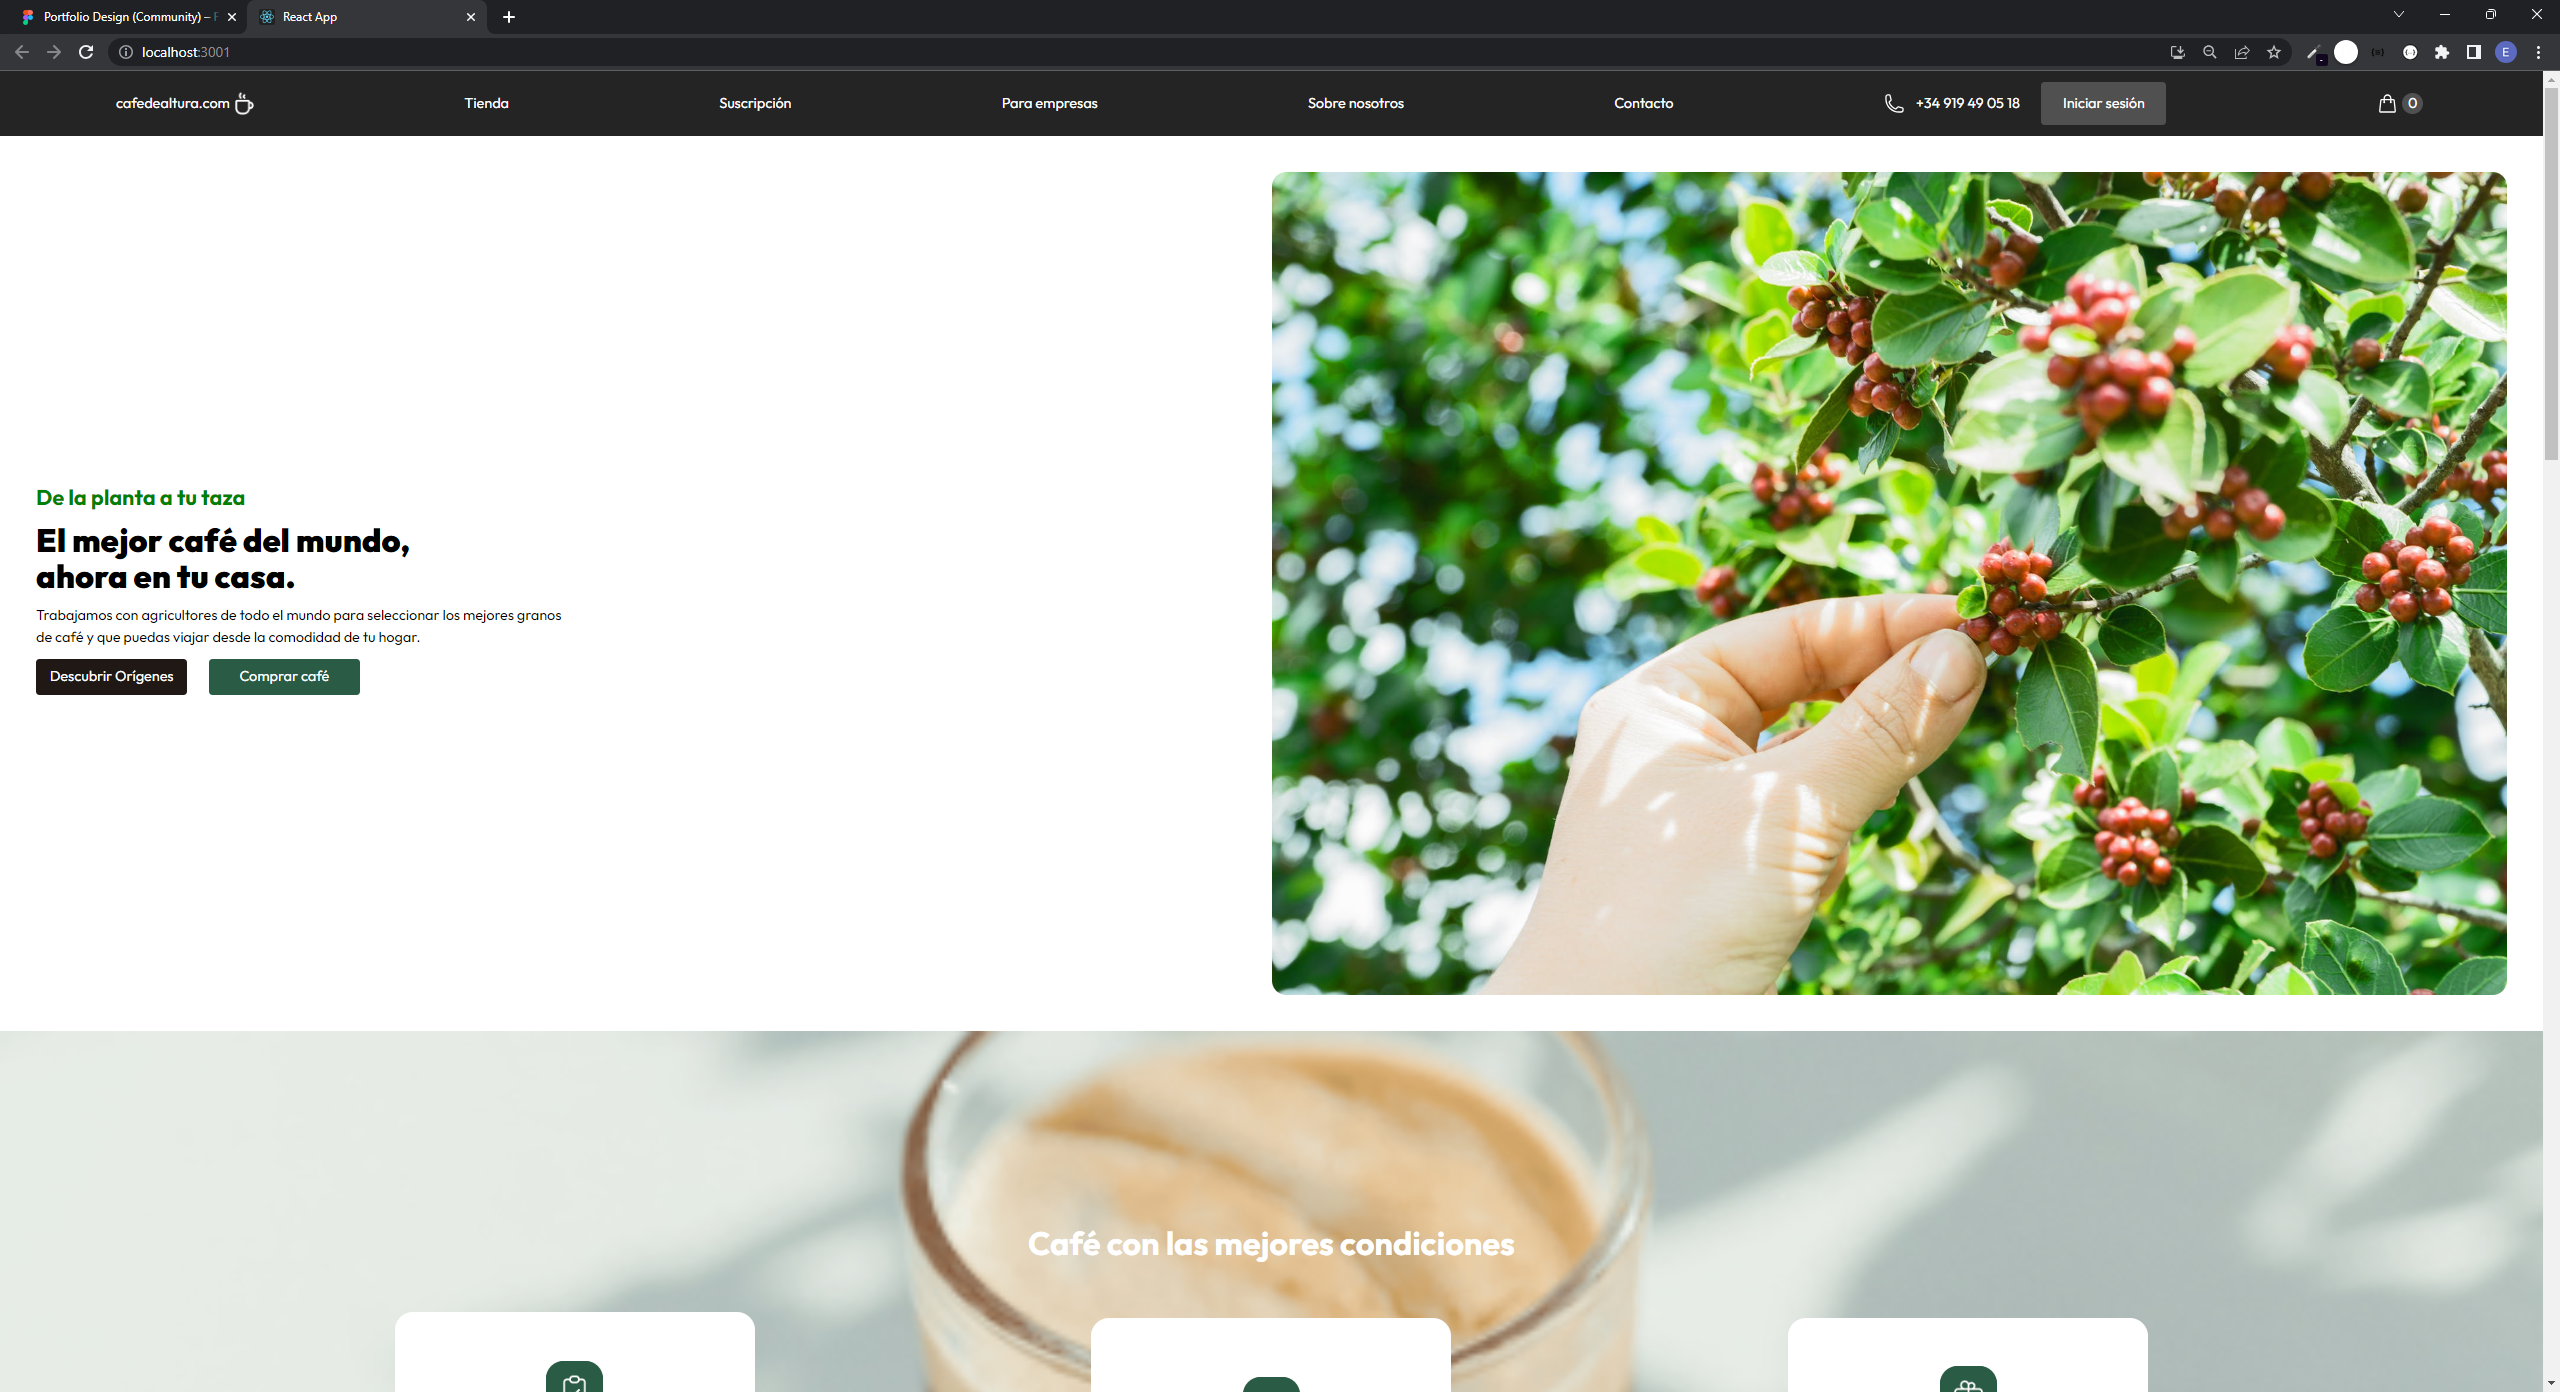 Portfolio Design (Community) – F
React App
localhost:3001
E
cafedealtura.com
Tienda
Suscripción
Para empresas
Sobre nosotros
Contacto
+34 919 49 05 18
Iniciar sesión
0
De la planta a tu taza
El mejor café del mundo,
ahora en tu casa.
Trabajamos con agricultores de todo el mundo para seleccionar los mejores granos
de café y que puedas viajar desde la comodidad de tu hogar.
Descubrir Orígenes
Comprar café
Café con las mejores condiciones